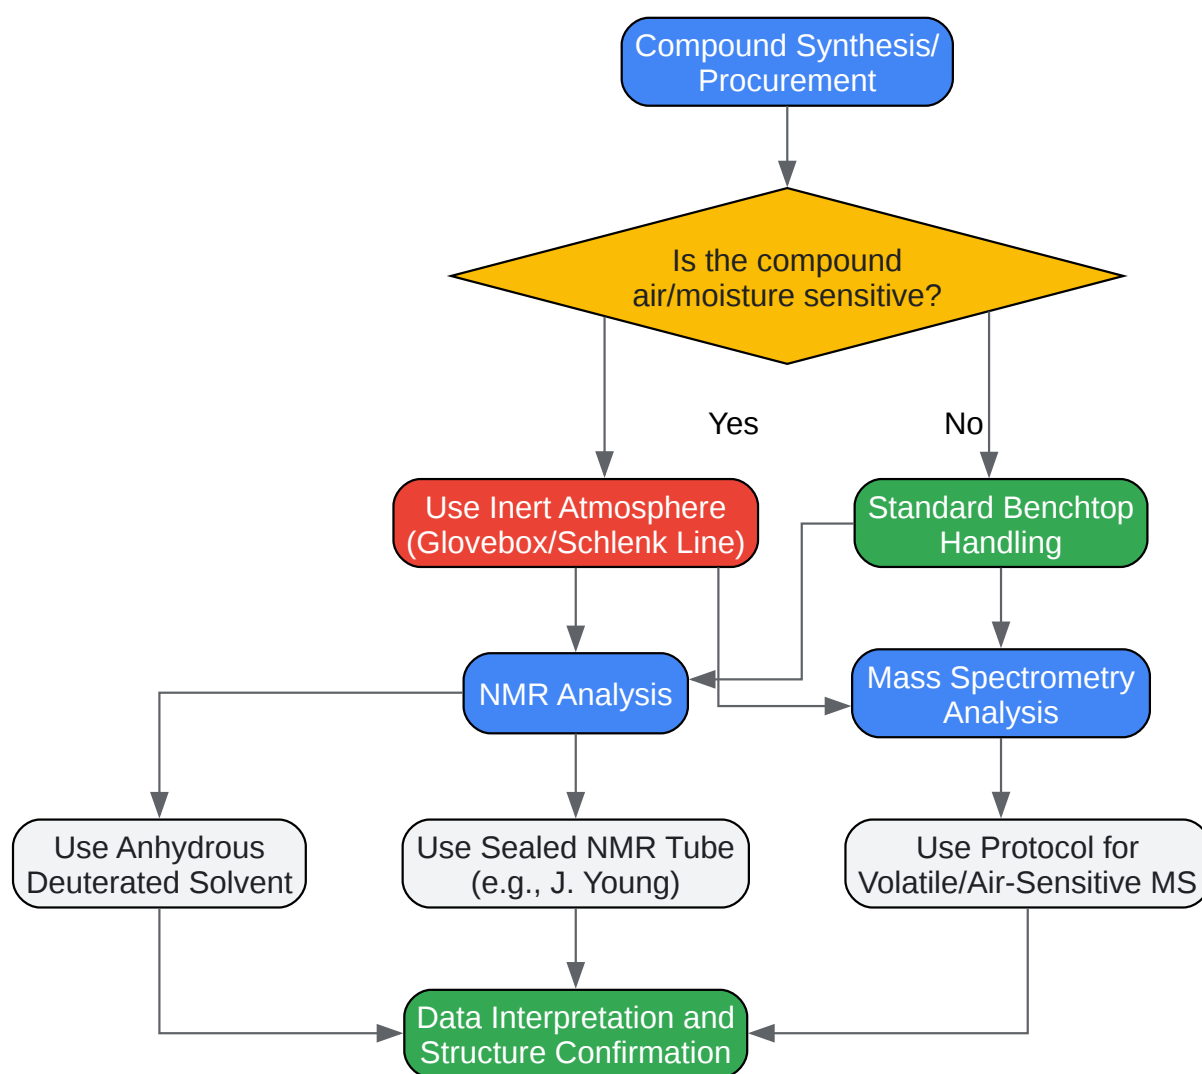 Compound Synthesis/
Procurement
Is the compound
air/moisture sensitive?
Yes
No
Use Inert Atmosphere
(Glovebox/Schlenk Line)
Standard Benchtop
Handling
NMR Analysis
Mass Spectrometry
Analysis
Use Anhydrous
Deuterated Solvent
Use Sealed NMR Tube
(e.g., J. Young)
Use Protocol for
Volatile/Air-Sensitive MS
Data Interpretation and
Structure Confirmation